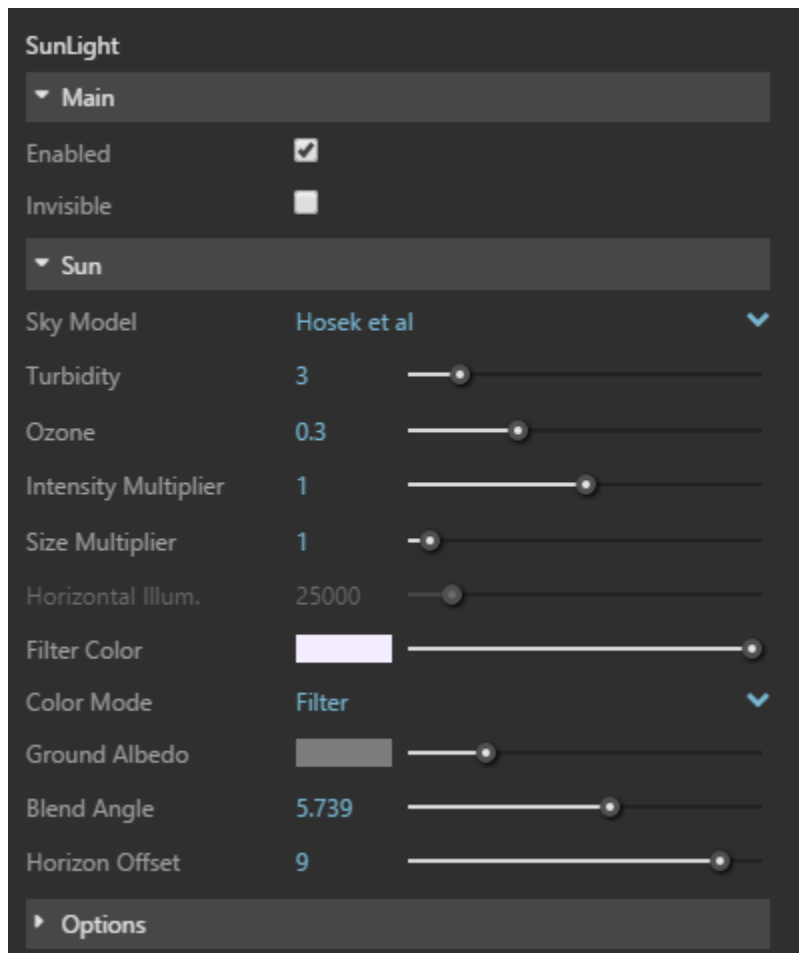 SunLight
Main
Enabled
Invisible
Sun
Sky Model Hosek et al
Turbidity 3
Ozone 0.3
Intensity Multiplier 1
Size Multiplier 1
Horizontal Illum. 25000
Filter Color
Color Mode Filter
Ground Albedo
Blend Angle 5.739
Horizon Offset 9
Options